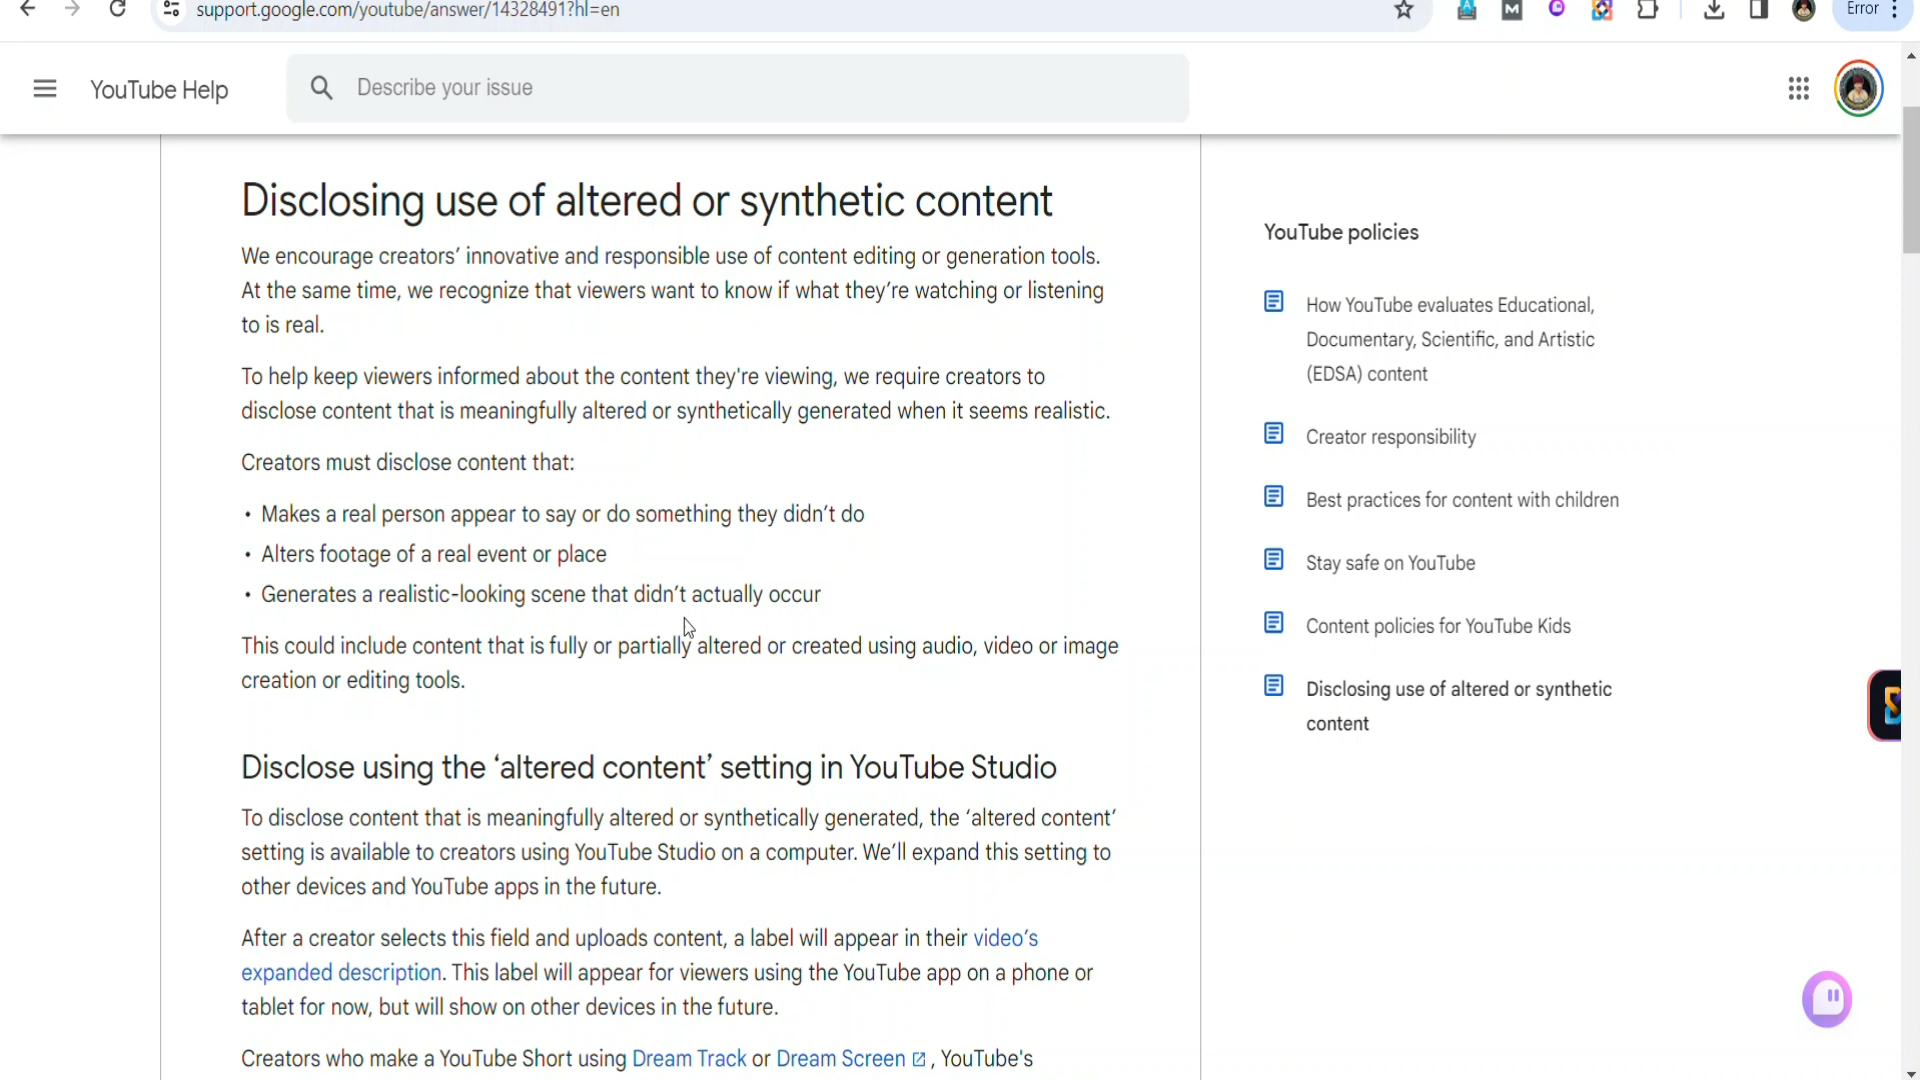 support.google.com/youtube/answer/14328491?hl=en
Error
YouTube Help
Describe your issue
Disclosing use of altered or synthetic content
We encourage creators’ innovative and responsible use of content editing or generation tools.
At the same time, we recognize that viewers want to know if what they’re watching or listening
to is real.
To help keep viewers informed about the content they're viewing, we require creators to
disclose content that is meaningfully altered or synthetically generated when it seems realistic.
Creators must disclose content that:
• Makes a real person appear to say or do something they didn’t do
• Alters footage of a real event or place
• Generates a realistic-looking scene that didn’t actually occur
This could include content that is fully or partially altered or created using audio, video or image
creation or editing tools.
Disclose using the ‘altered content’ setting in YouTube Studio
To disclose content that is meaningfully altered or synthetically generated, the ‘altered content’
setting is available to creators using YouTube Studio on a computer. We’ll expand this setting to
other devices and YouTube apps in the future.
After a creator selects this field and uploads content, a label will appear in their video’s
expanded description. This label will appear for viewers using the YouTube app on a phone or
tablet for now, but will show on other devices in the future.
Creators who make a YouTube Short using Dream Track or Dream Screen , YouTube's
YouTube policies
How YouTube evaluates Educational,
Documentary, Scientific, and Artistic
(EDSA) content
Creator responsibility
Best practices for content with children
Stay safe on YouTube
Content policies for YouTube Kids
Disclosing use of altered or synthetic
content